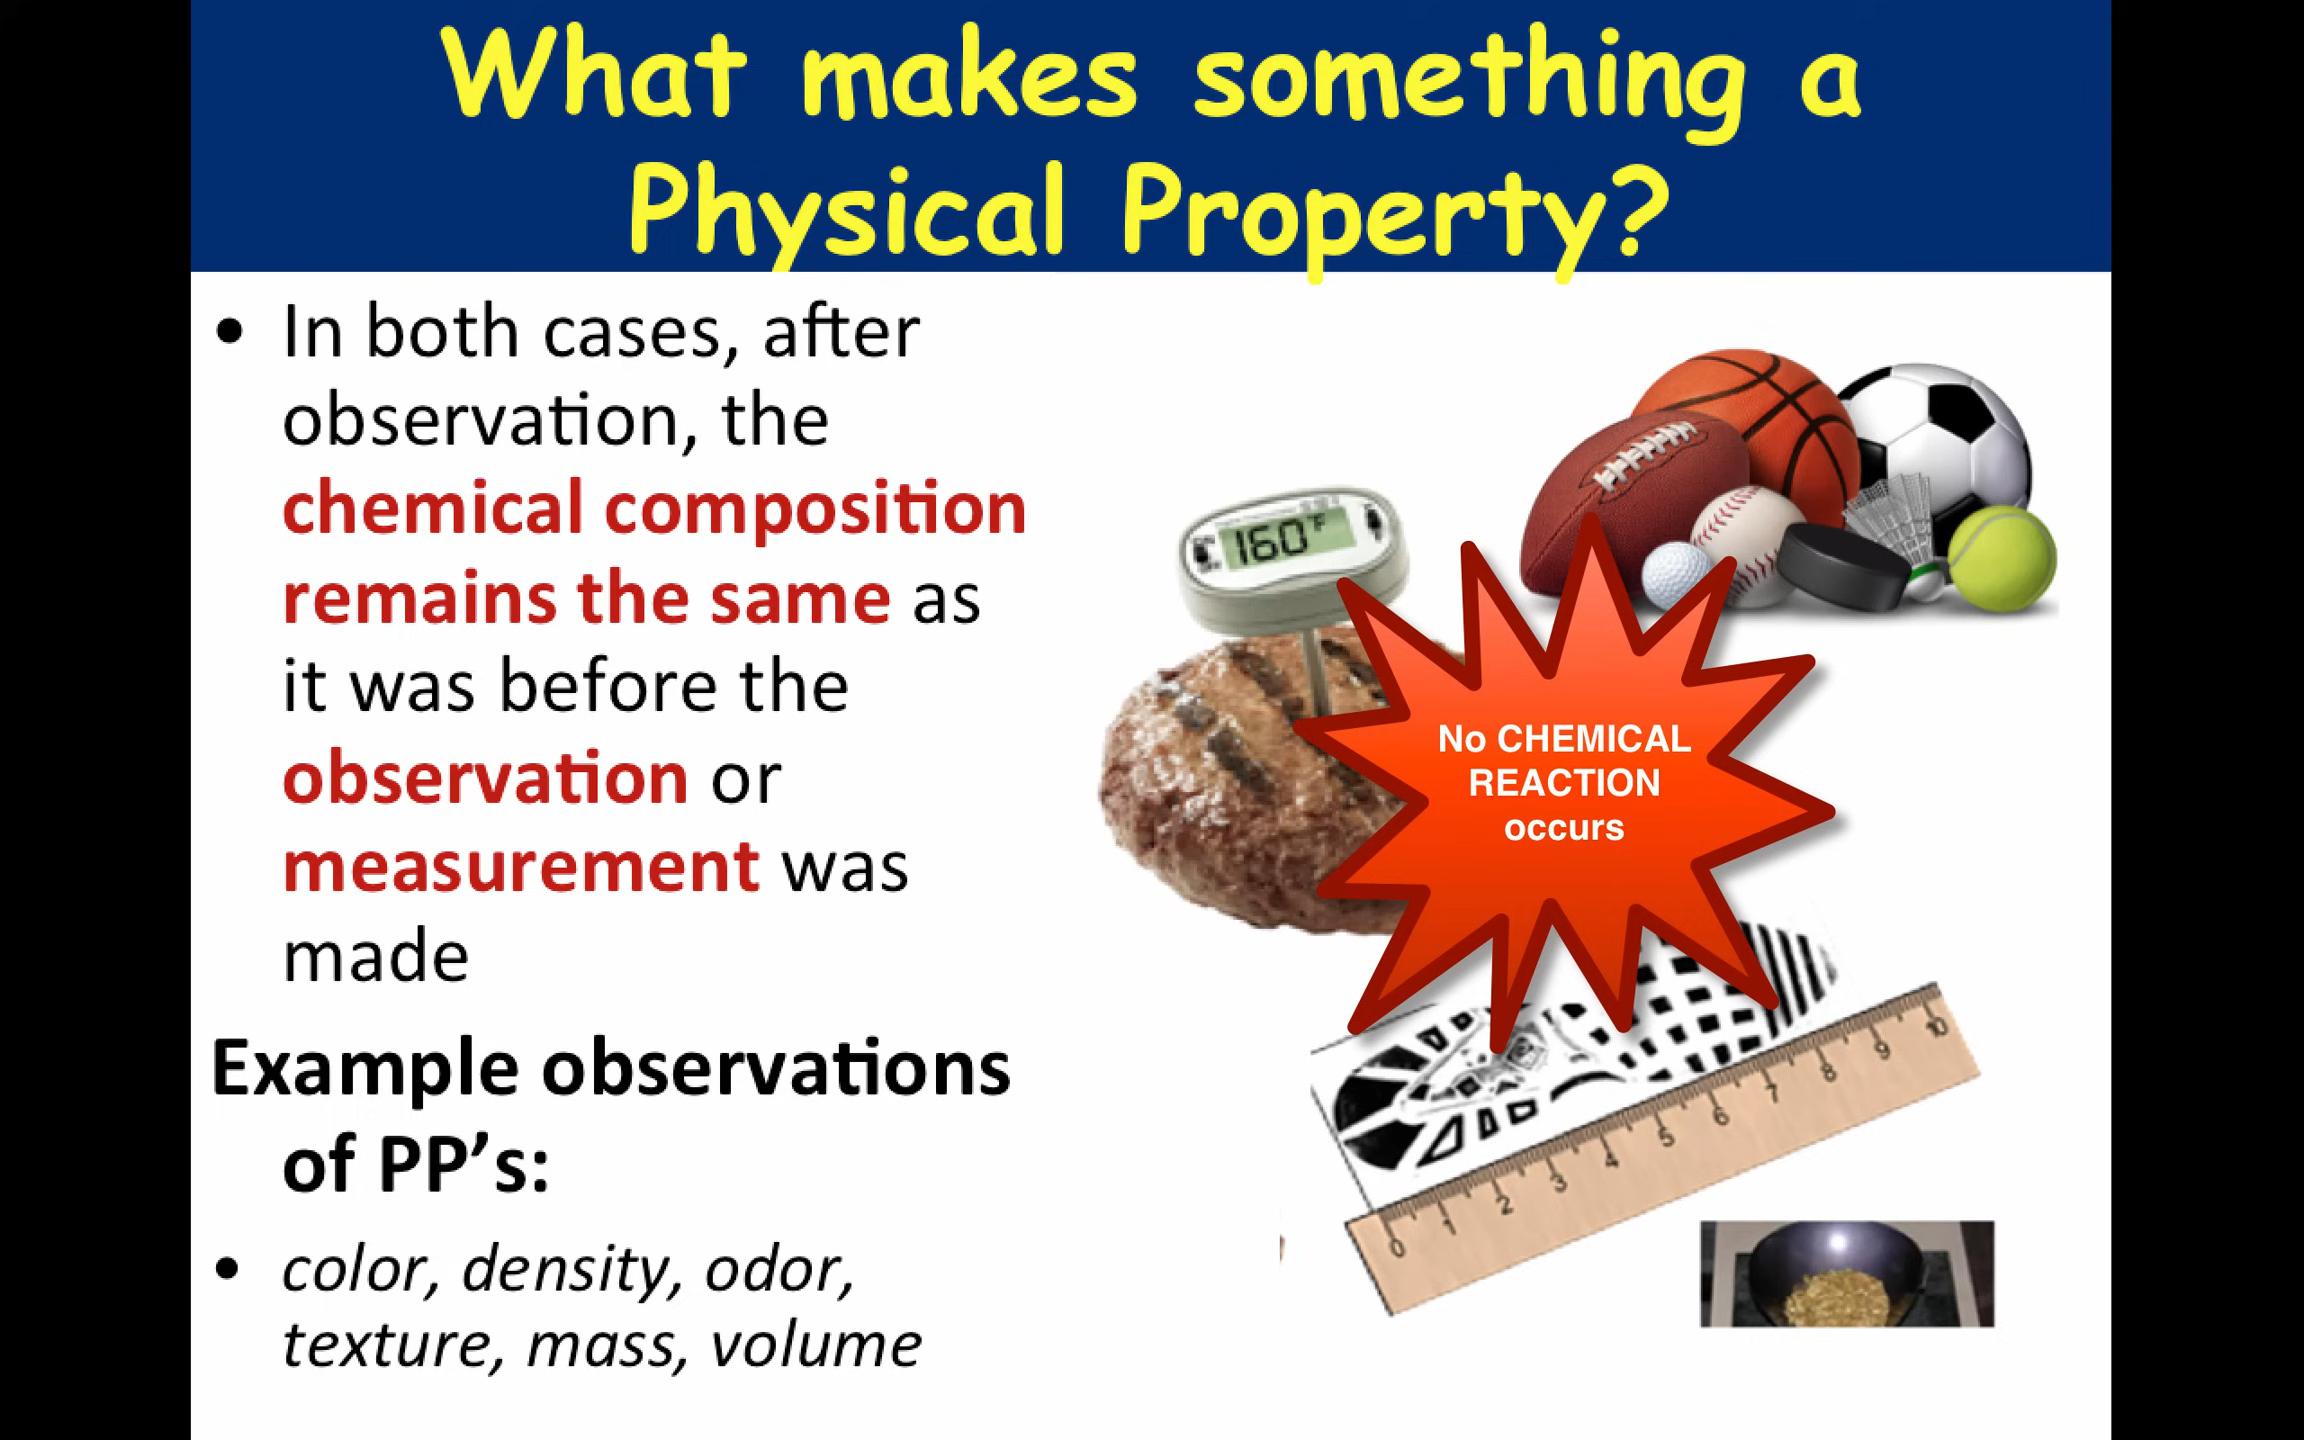 What makes something a
Physical Property?
• In both cases, after
observation, the
chemical composition
remains the same as
it was before the
observation or
measurement was
made
Example observations
of PP’s:
• color, density, odor,
texture, mass, volume
160°F
No CHEMICAL
REACTION
occurs
0 1 2 3 4 5 6 7 8 9 10